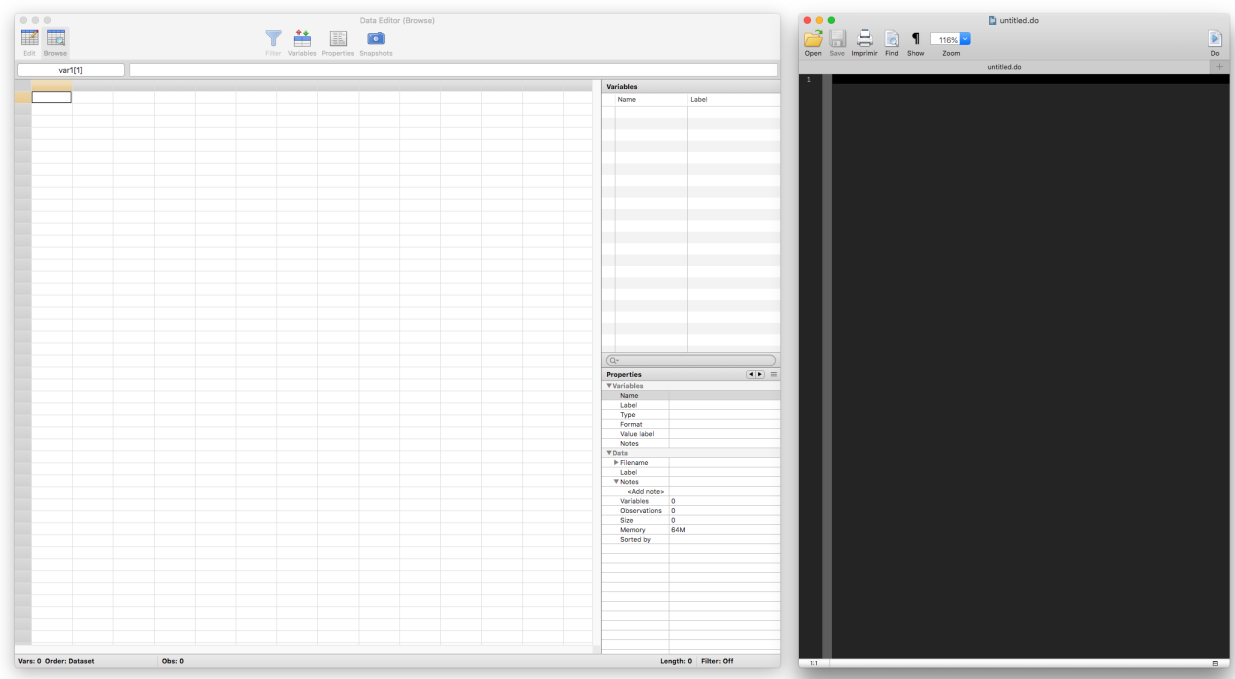 Data Editor (Browse)
Edit Browse Filter Variables Properties Snapshots
var1[1]
Variables
Name Label
Properties
Variables
Name
Label
Type
Format
Value label
Notes
Data
Filename
Label
Notes
<Add note>
Variables 0
Observations 0
Size 0
Memory 64M
Sorted by
Vars: 0 Order: Dataset Obs: 0 Length: 0 Filter: Off
untitled.do
116%
Open Save Imprimir Find Show Zoom Do
untitled.do
1
1:1